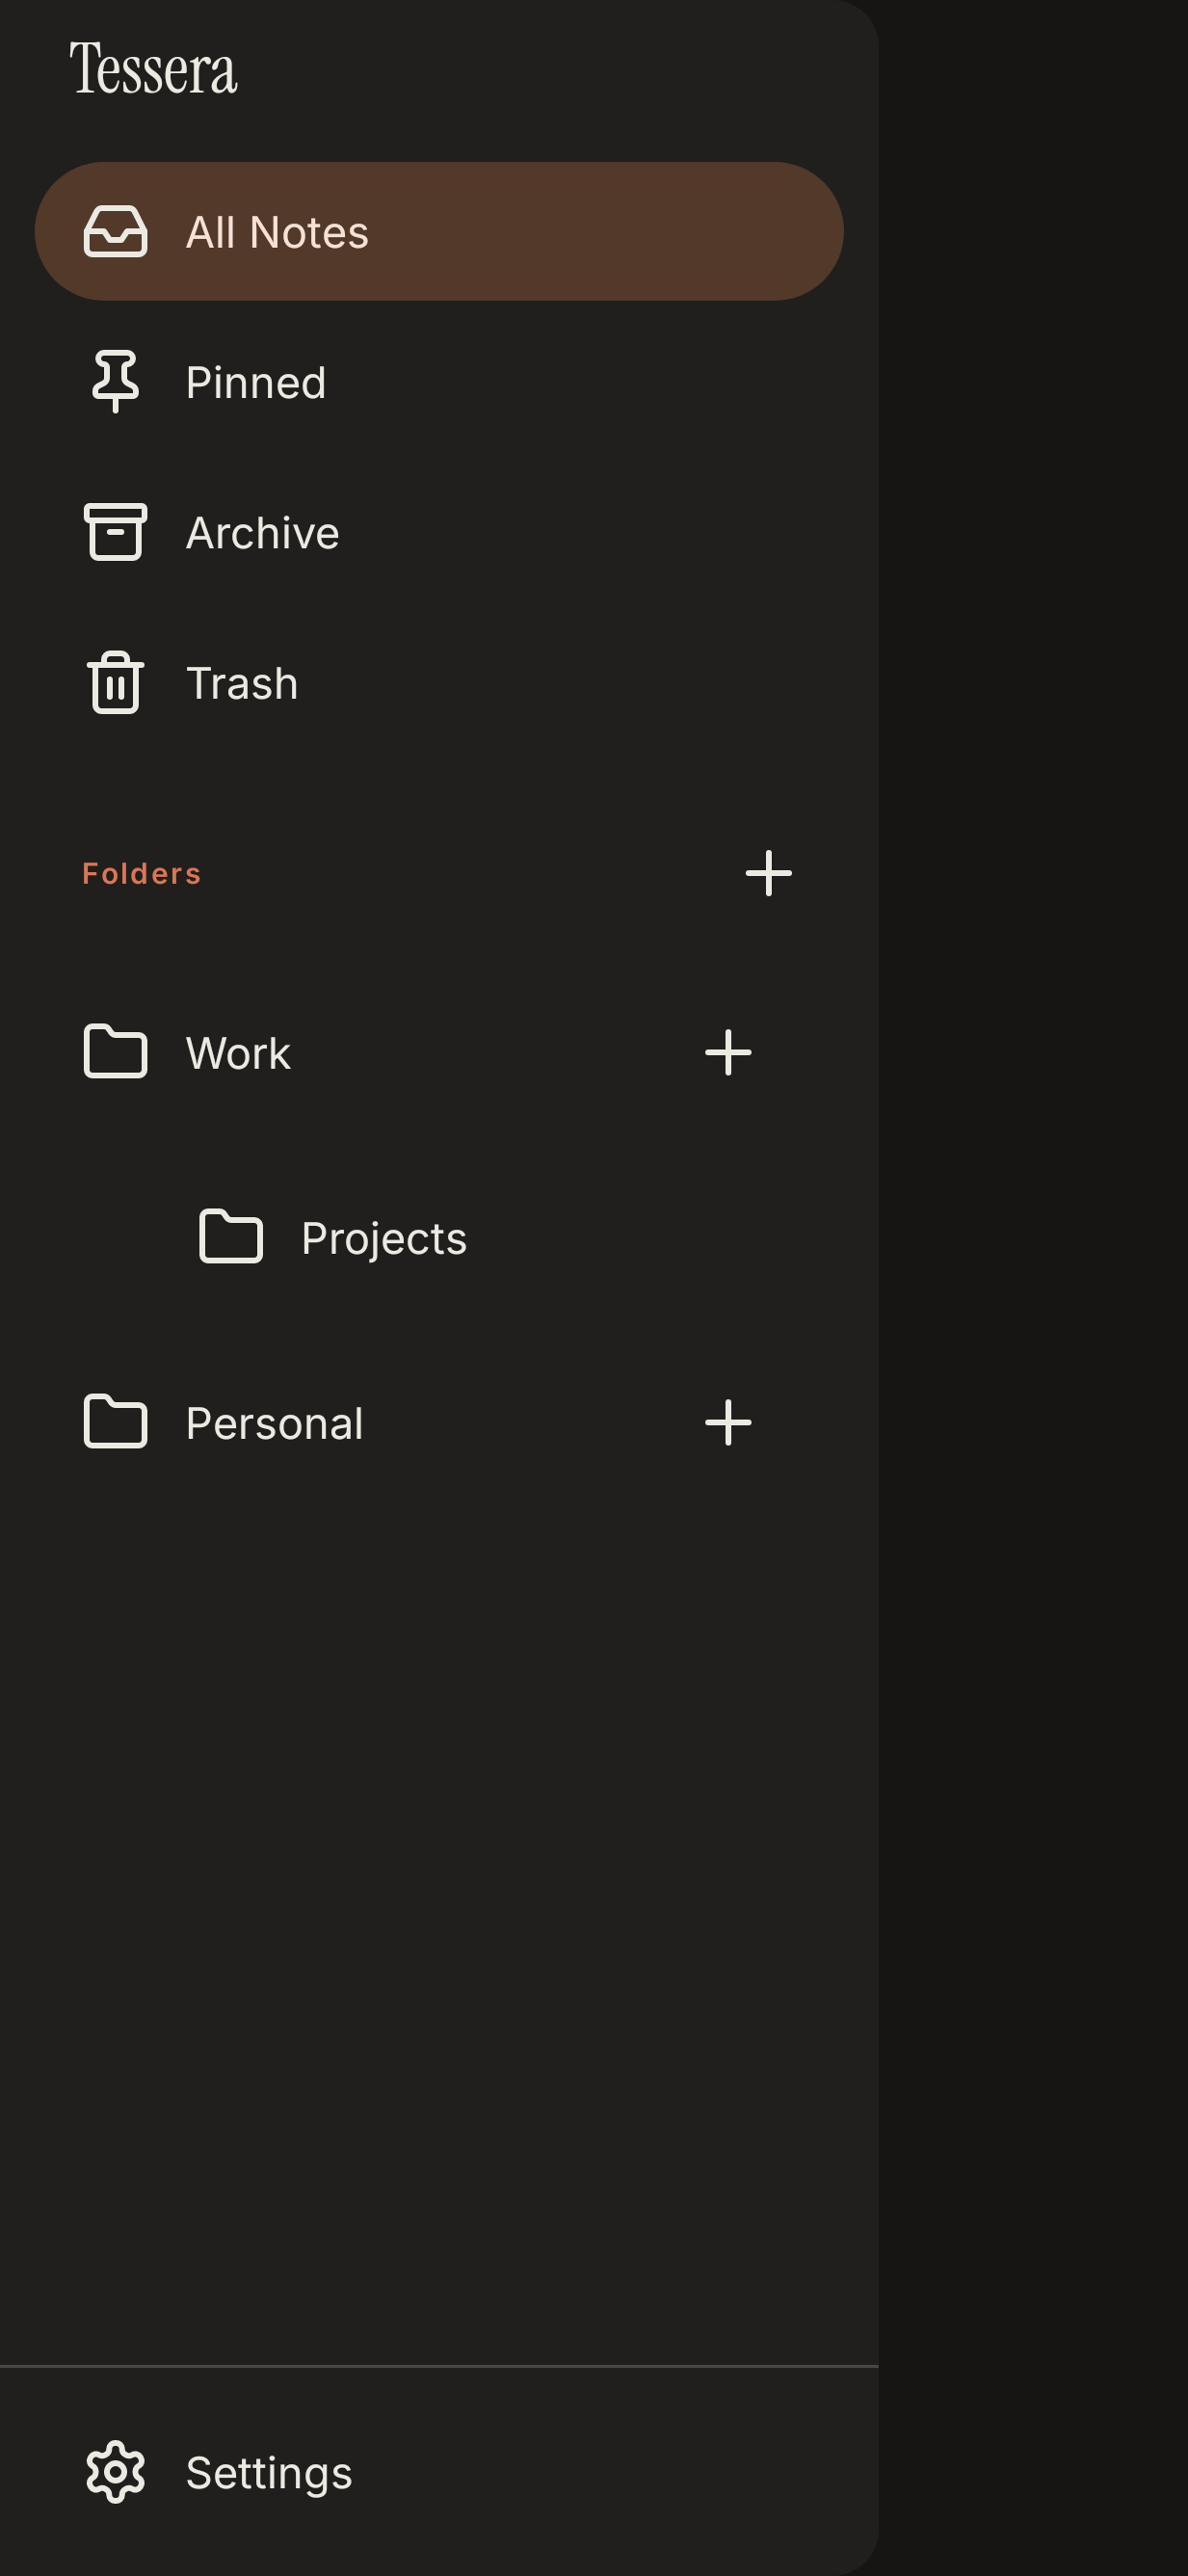 Tessera
All Notes
Pinned
Archive
Trash
Folders
Work
Projects
Personal
Settings